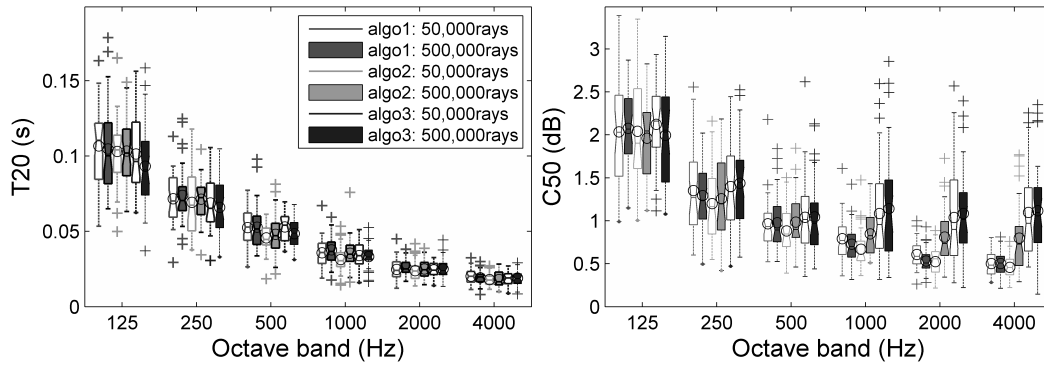 T20 (s)
0.15
0.1
0.05
0
125 250 500 1000 2000 4000
Octave band (Hz)
algo1: 50,000rays
algo1: 500,000rays
algo2: 50,000rays
algo2: 500,000rays
algo3: 50,000rays
algo3: 500,000rays
C50 (dB)
3
2.5
2
1.5
1
0.5
0
125 250 500 1000 2000 4000
Octave band (Hz)